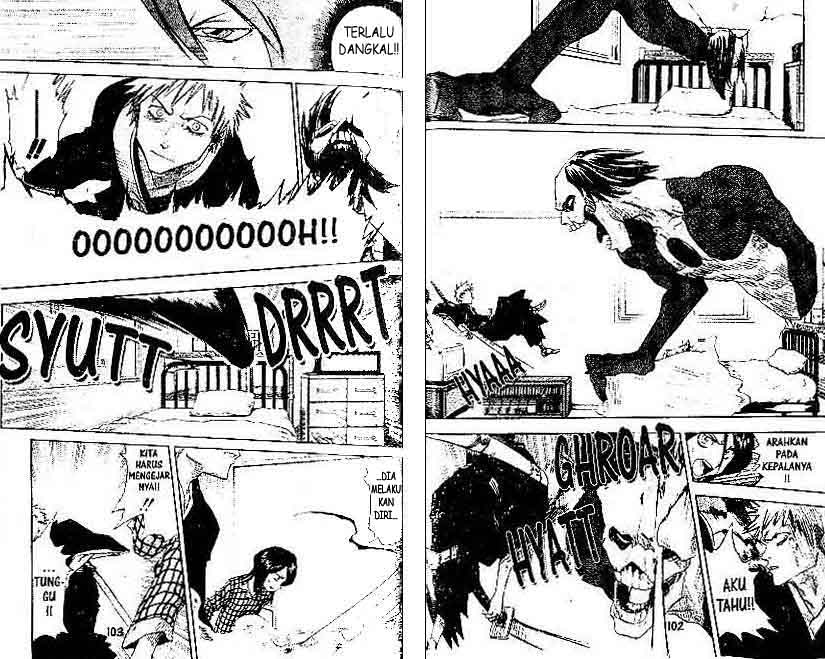 HYAAA
ARAHKAN
PADA
KEPALANYA
!!
GHROAR
HYATT
AKU
TAHU!!
102
TERLALU
DANGKAL!!
!!
OOOOOOOOOOOOH!!
DRRRT
SYUTT
...DIA
MELAKU
KAN
DIRI...
KITA
HARUS
MENGEJAR
NYA!!
...
TUNG-
GU
!!
103